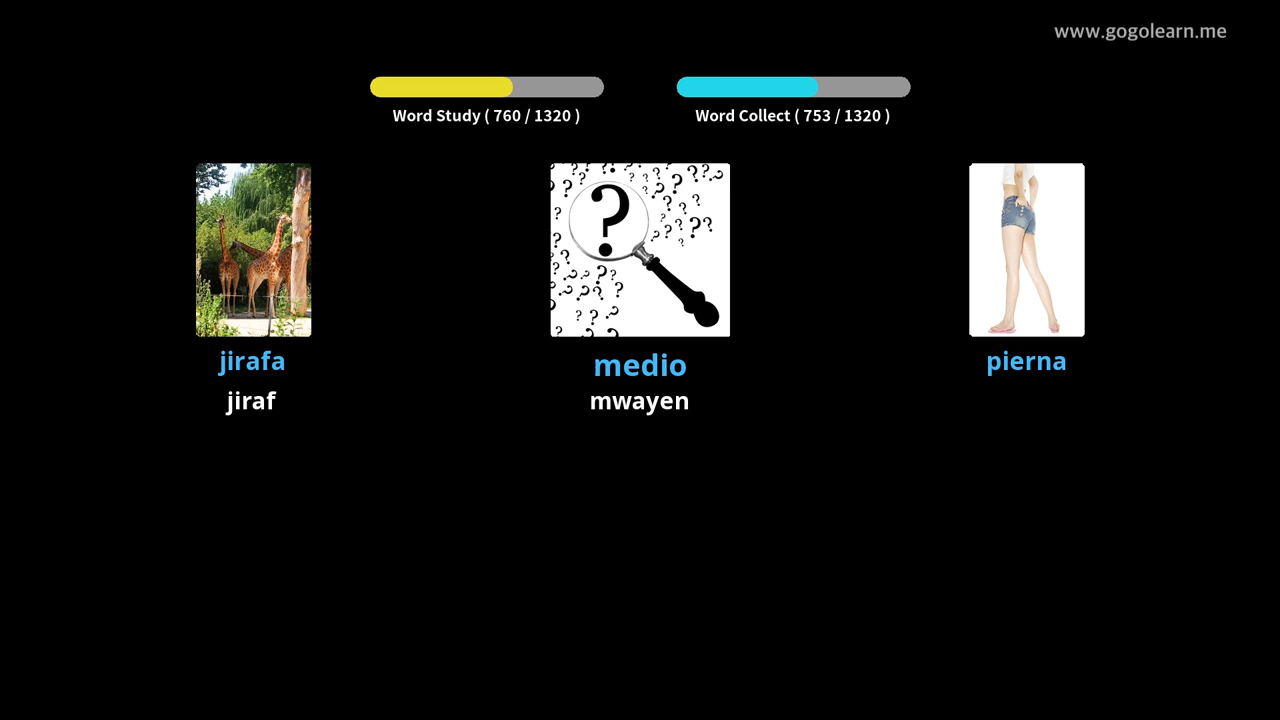 www.gogolearn.me
Word Study ( 760 / 1320 )
Word Collect ( 753 / 1320 )
jirafa
medio
pierna
jiraf
mwayen